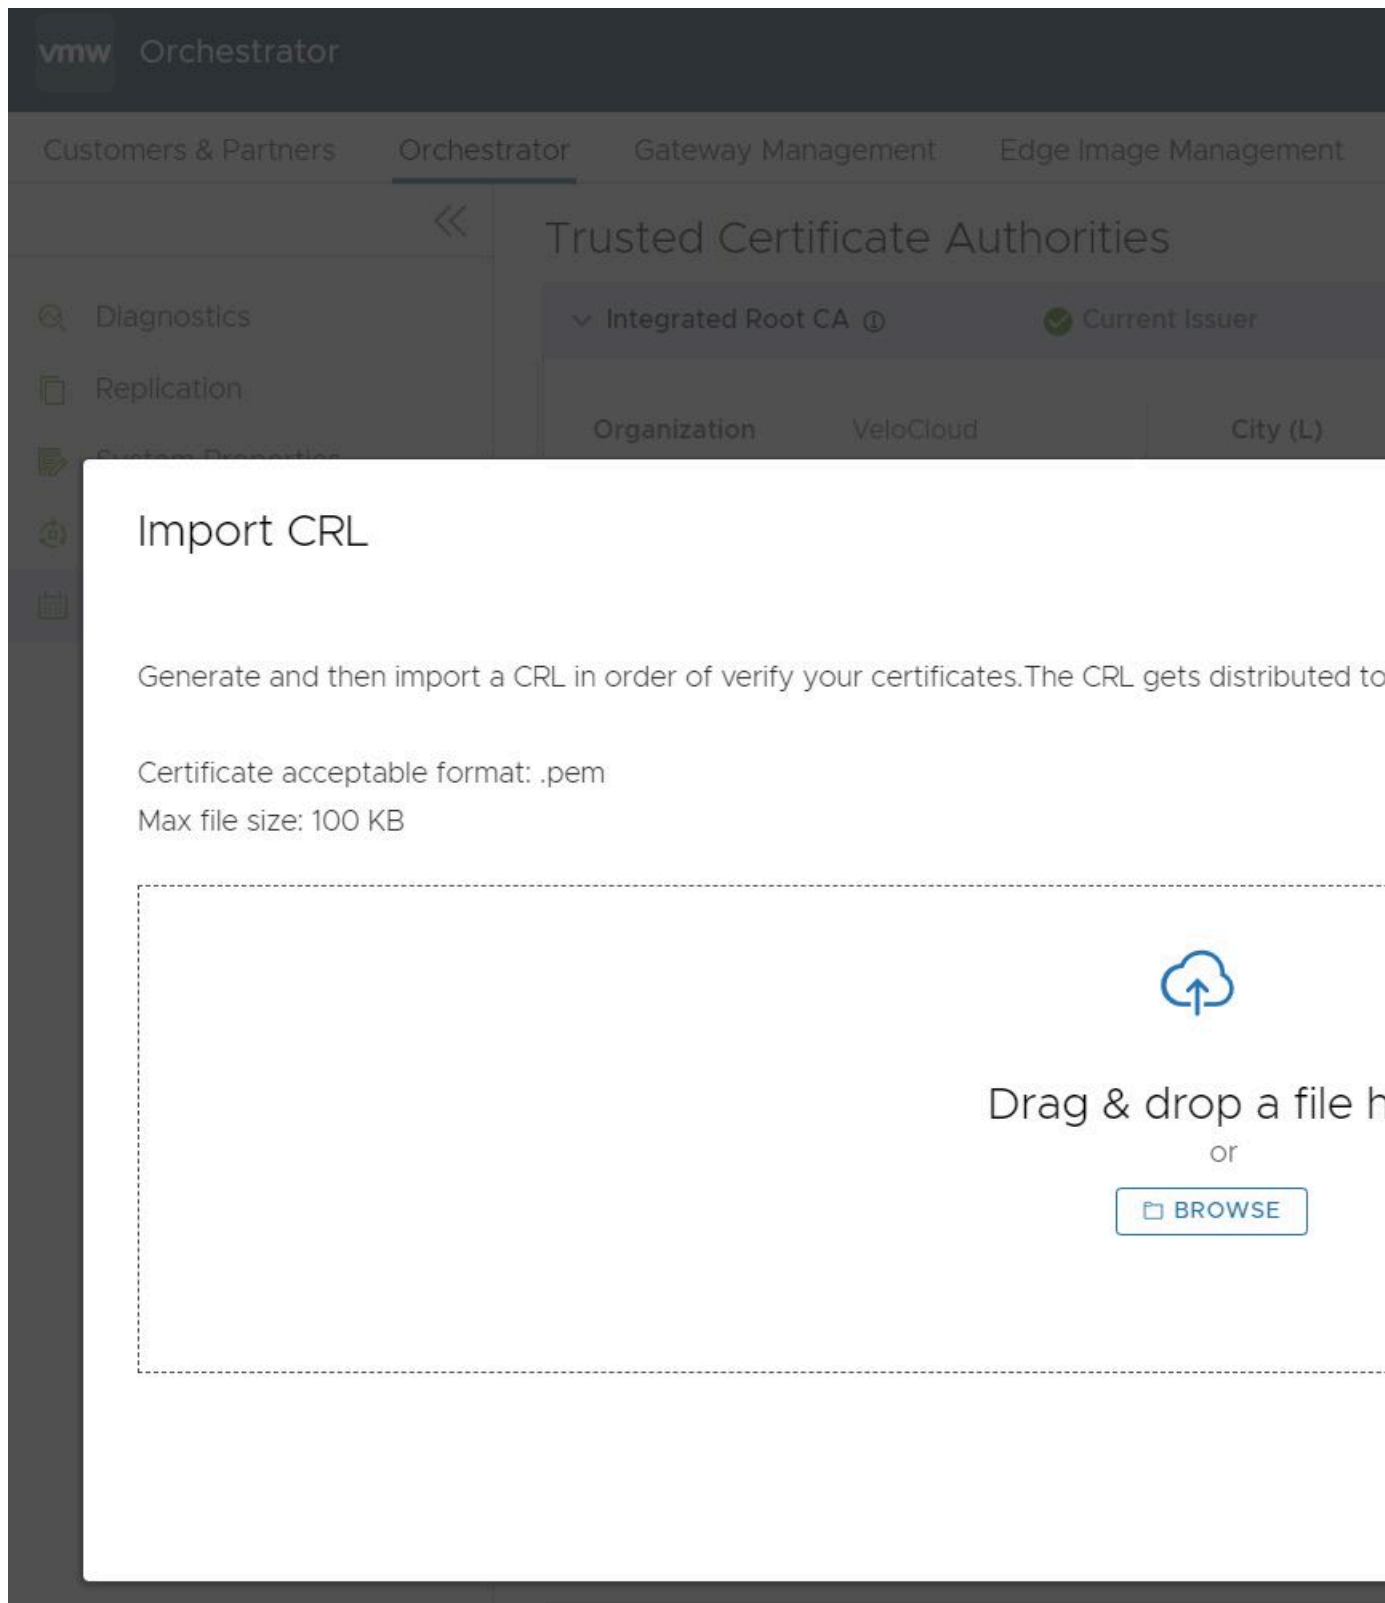 vmw Orchestrator
Customers & Partners Orchestrator Gateway Management Edge Image Management
Trusted Certificate Authorities
Diagnostics
Integrated Root CA Current Issuer
Replication
Organization VeloCloud City (L)
System Properties
Import CRL
Generate and then import a CRL in order of verify your certificates.The CRL gets distributed to
Certificate acceptable format: .pem
Max file size: 100 KB
Drag & drop a file h
or
BROWSE